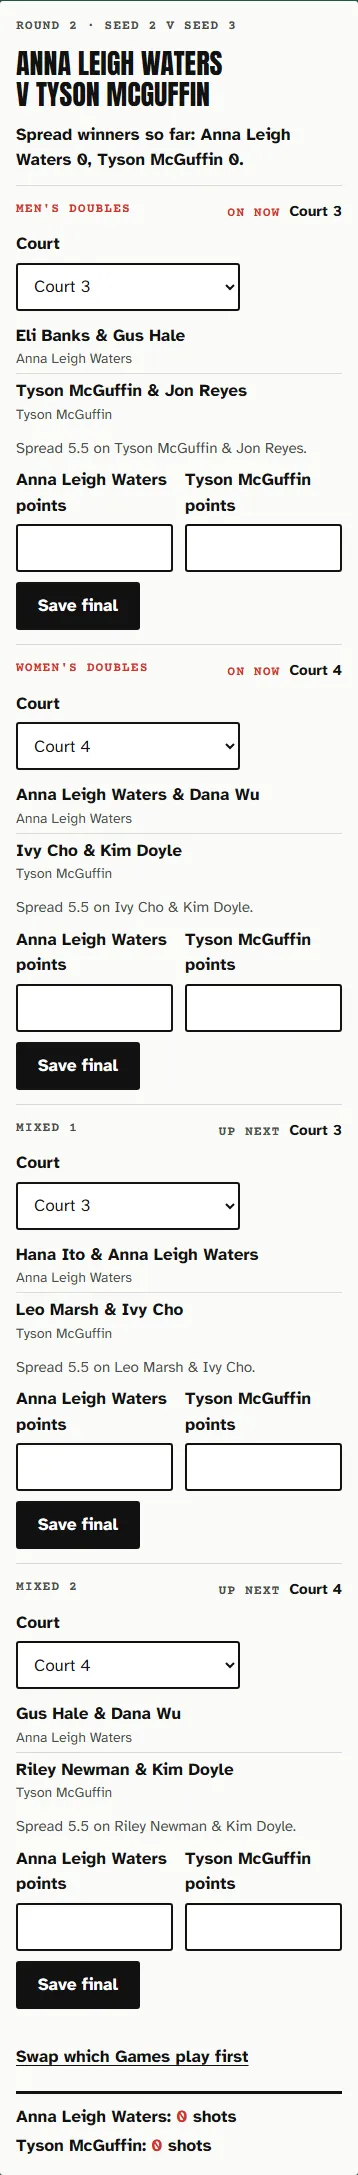 ROUND 2 · SEED 2 V SEED 3
ANNA LEIGH WATERS
V TYSON MCGUFFIN
Spread winners so far: Anna Leigh
Waters 0, Tyson McGuffin 0.
MEN'S DOUBLES
ON NOW Court 3
Court
Court 3
Eli Banks & Gus Hale
Anna Leigh Waters
Tyson McGuffin & Jon Reyes
Tyson McGuffin
Spread 5.5 on Tyson McGuffin & Jon Reyes.
Anna Leigh Waters points
Tyson McGuffin points
Save final
WOMEN'S DOUBLES
ON NOW Court 4
Court
Court 4
Anna Leigh Waters & Dana Wu
Anna Leigh Waters
Ivy Cho & Kim Doyle
Tyson McGuffin
Spread 5.5 on Ivy Cho & Kim Doyle.
Anna Leigh Waters points
Tyson McGuffin points
Save final
MIXED 1
UP NEXT Court 3
Court
Court 3
Hana Ito & Anna Leigh Waters
Anna Leigh Waters
Leo Marsh & Ivy Cho
Tyson McGuffin
Spread 5.5 on Leo Marsh & Ivy Cho.
Anna Leigh Waters points
Tyson McGuffin points
Save final
MIXED 2
UP NEXT Court 4
Court
Court 4
Gus Hale & Dana Wu
Anna Leigh Waters
Riley Newman & Kim Doyle
Tyson McGuffin
Spread 5.5 on Riley Newman & Kim Doyle.
Anna Leigh Waters points
Tyson McGuffin points
Save final
Swap which Games play first
Anna Leigh Waters: 0 shots
Tyson McGuffin: 0 shots